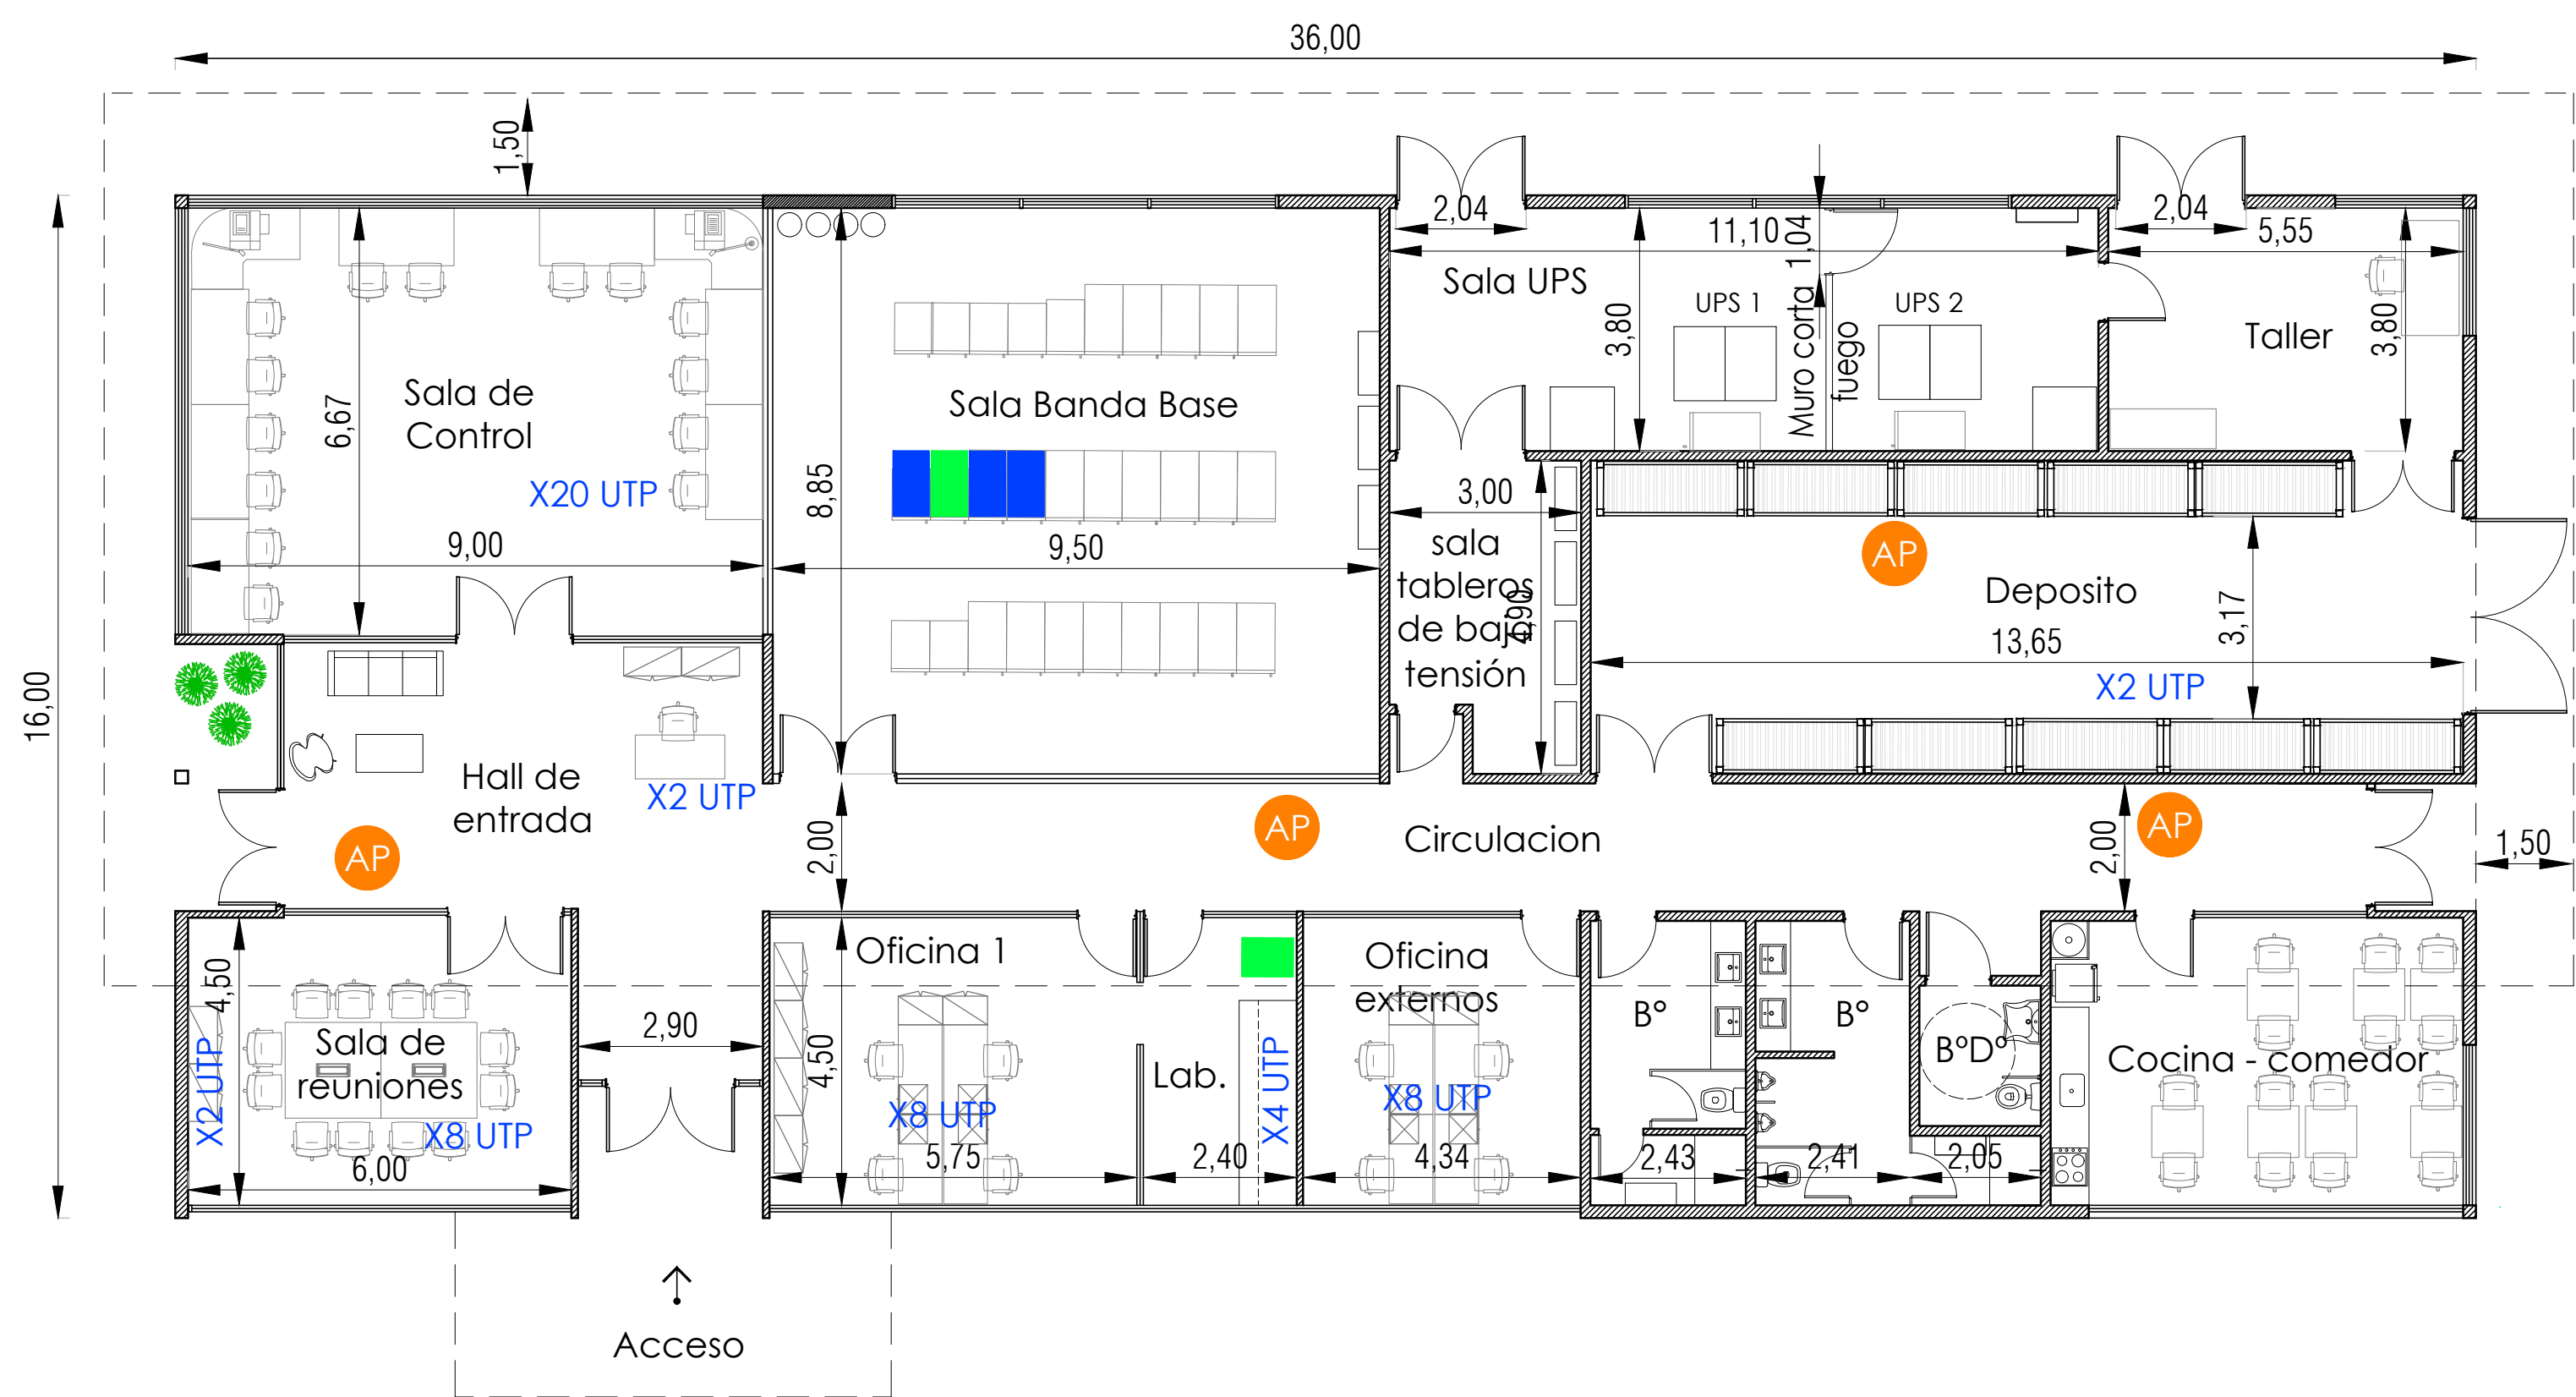 36,00
1,50
16,00
Sala de
Control
6,67
X20 UTP
9,00
Sala Banda Base
8,85
9,50
2,04
11,10
Sala UPS
3,80
UPS 1
Muro corta
fuego
1,04
UPS 2
2,04
5,55
Taller
3,80
3,00
sala
tableros
de baja
tensión
4,90
AP
Deposito
13,65
3,17
X2 UTP
Hall de
entrada
X2 UTP
AP
2,00
AP
Circulacion
AP
2,00
1,50
4,50
X2 UTP
Sala de
reuniones
X8 UTP
6,00
2,90
Oficina 1
4,50
X8 UTP
5,75
Lab.
X4 UTP
2,40
Oficina
externos
X8 UTP
4,34
B°
2,43
B°
2,41
B°D°
2,05
Cocina - comedor
Acceso